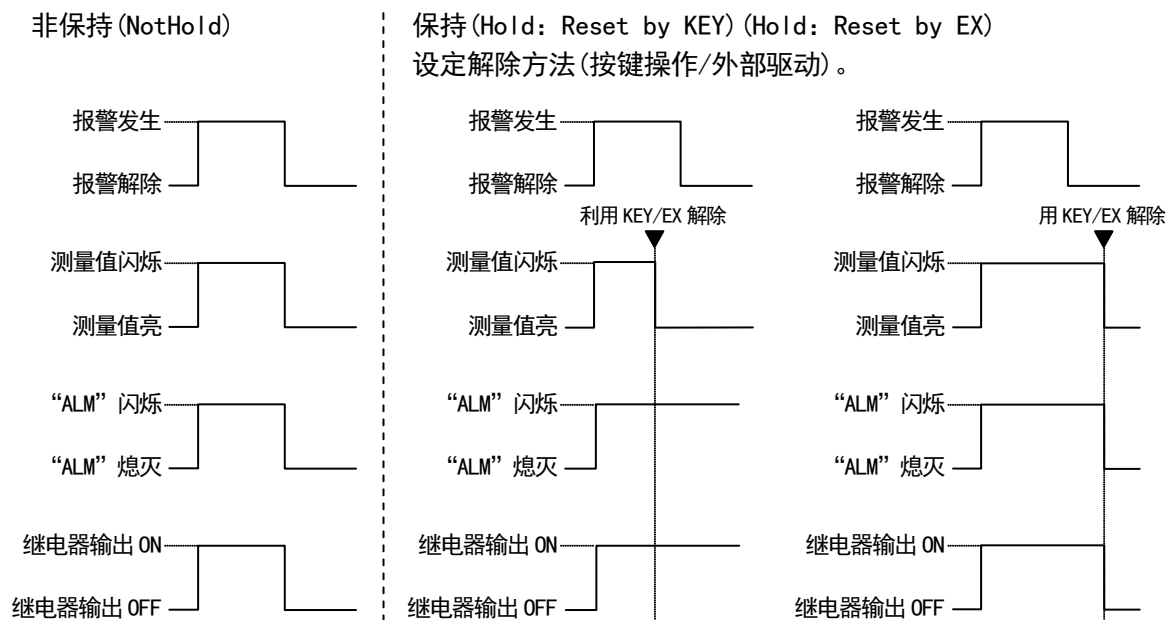 非保持(NotHold)
报警发生
报警解除
测量值闪烁
测量值亮
“ALM”闪烁
“ALM”熄灭
继电器输出 ON
继电器输出 OFF
保持(Hold: Reset by KEY)(Hold: Reset by EX)
设定解除方法(按键操作/外部驱动)。
报警发生
报警解除
利用 KEY/EX 解除
测量值闪烁
测量值亮
“ALM”闪烁
“ALM”熄灭
继电器输出 ON
继电器输出 OFF
报警发生
报警解除
用 KEY/EX 解除
测量值闪烁
测量值亮
“ALM”闪烁
“ALM”熄灭
继电器输出 ON
继电器输出 OFF